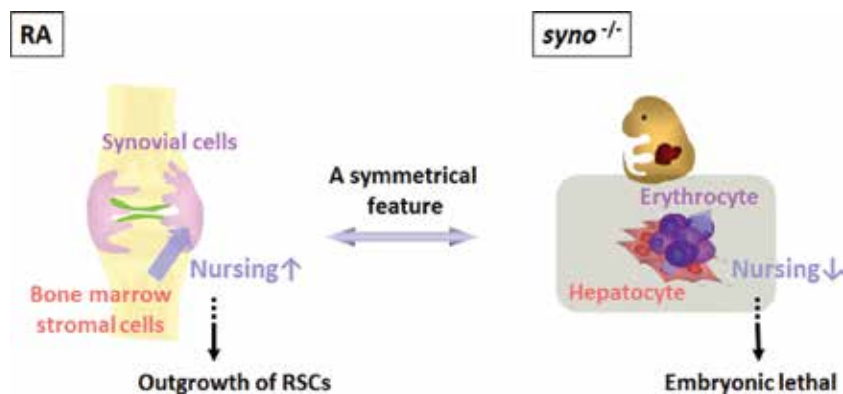 RA
Synovial cells
Nursing↑
Bone marrow
stromal cells
Outgrowth of RSCs
A symmetrical
feature
syno -/-
Erythrocyte
Nursing↓
Hepatocyte
Embryonic lethal